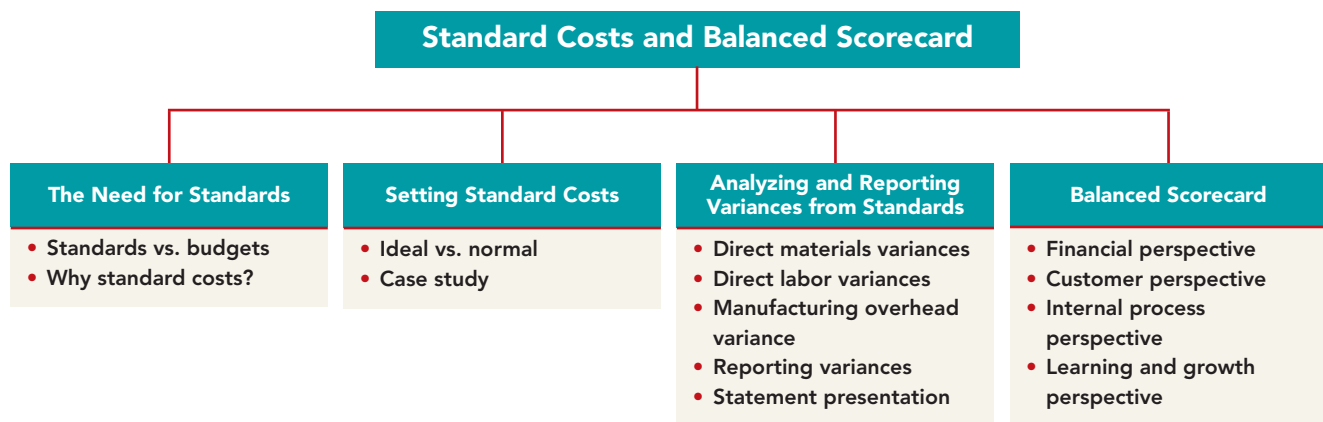 Standard Costs and Balanced Scorecard
The Need for Standards
• Standards vs. budgets
• Why standard costs?
Setting Standard Costs
• Ideal vs. normal
• Case study
Analyzing and Reporting
Variances from Standards
• Direct materials variances
• Direct labor variances
• Manufacturing overhead
variance
• Reporting variances
• Statement presentation
Balanced Scorecard
• Financial perspective
• Customer perspective
• Internal process
perspective
• Learning and growth
perspective